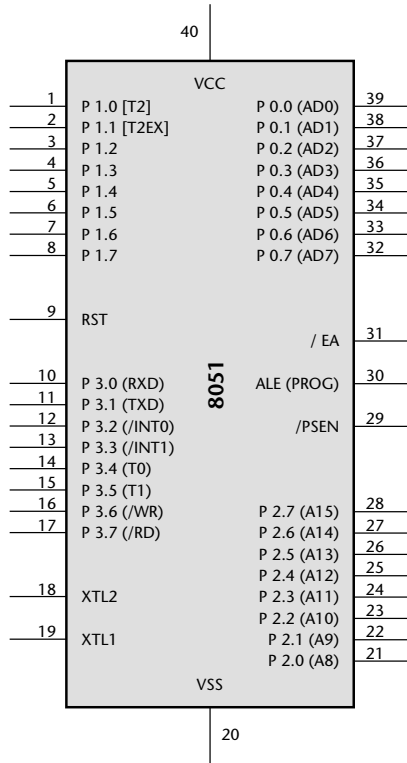 40
VCC
1 P 1.0 [T2] P 0.0 (AD0) 39
2 P 1.1 [T2EX] P 0.1 (AD1) 38
3 P 1.2 P 0.2 (AD2) 37
4 P 1.3 P 0.3 (AD3) 36
5 P 1.4 P 0.4 (AD4) 35
6 P 1.5 P 0.5 (AD5) 34
7 P 1.6 P 0.6 (AD6) 33
8 P 1.7 P 0.7 (AD7) 32
9 RST
/ EA 31
8051
10 P 3.0 (RXD) ALE (PROG) 30
11 P 3.1 (TXD)
12 P 3.2 (/INT0) /PSEN 29
13 P 3.3 (/INT1)
14 P 3.4 (T0)
15 P 3.5 (T1)
16 P 3.6 (/WR) P 2.7 (A15) 28
17 P 3.7 (/RD) P 2.6 (A14) 27
P 2.5 (A13) 26
P 2.4 (A12) 25
18 XTL2 P 2.3 (A11) 24
P 2.2 (A10) 23
19 XTL1 P 2.1 (A9) 22
P 2.0 (A8) 21
VSS
20